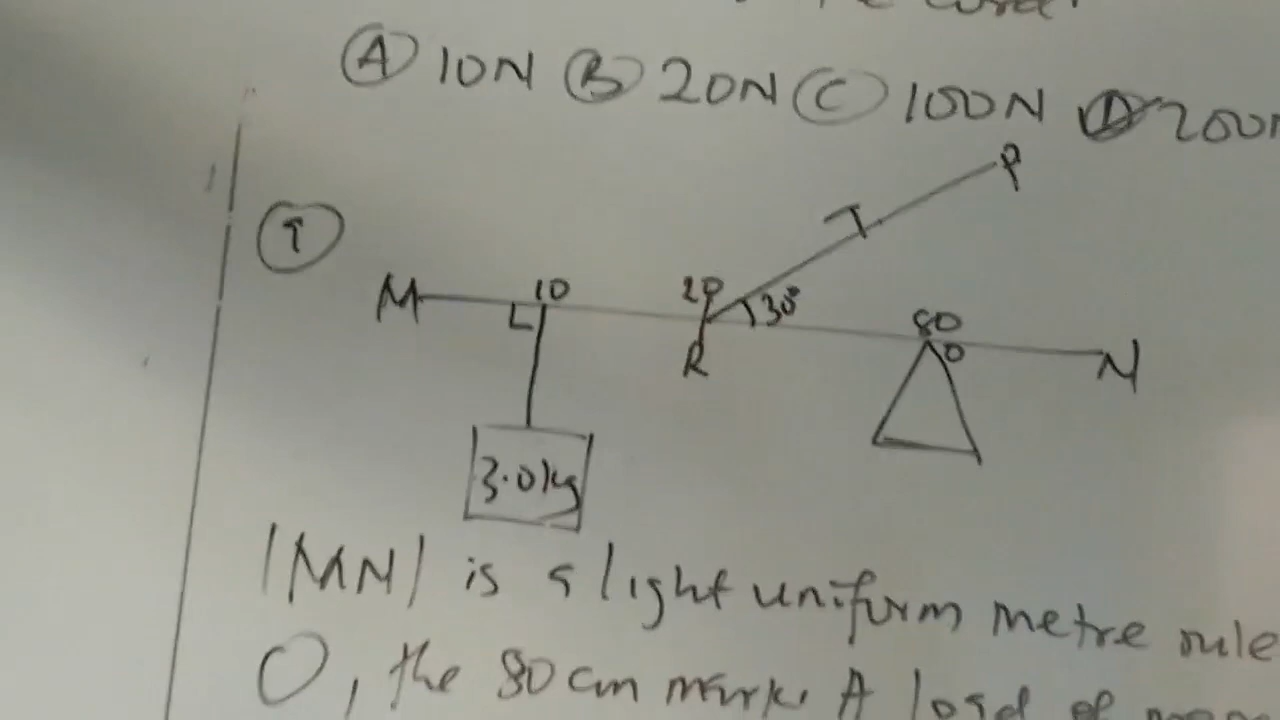 (A) 10N (B) 20N (C) 100N (D)
P
T
M 10 30° 80 N
L R O
3.0kg
|MN| is a light uniform metre rule
O, the 80cm mark. A load of